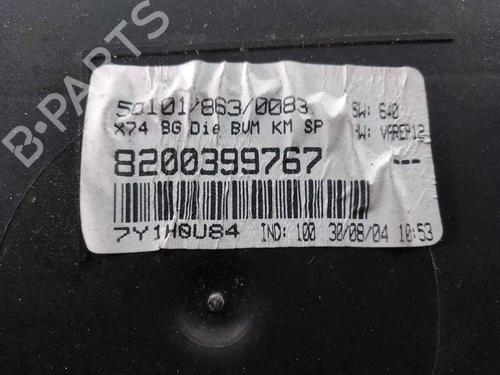 50101/863/0083
X74 BG Die BVM KM SP
SW: 640
HW: VAREP12
8200399767
---
7Y1H0U84 IND: 100 30/08/04 10:53
B-PARTS